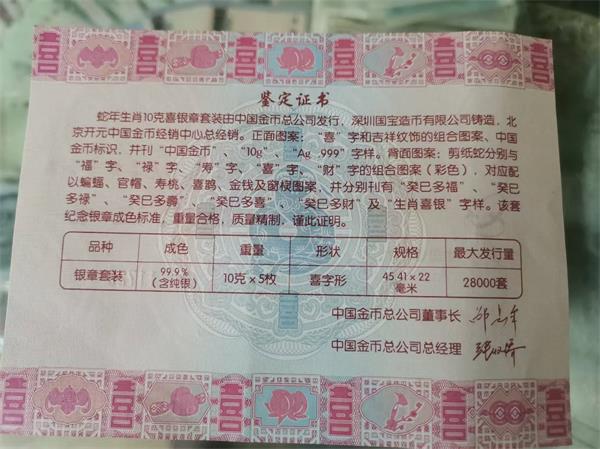 鉴定证书
蛇年生肖10克喜银章套装由中国金币总公司发行,深圳国宝造币有限公司铸造,北
京开元中国金币经销中心总经销。正面图案:“喜”字和吉祥纹饰的组合图案、中国
金币标识,并刊“中国金币”、“10g”、“Ag .999”字样。背面图案:剪纸蛇分别与
“福”字、“禄”字、“寿”字、“喜”字、“财”字的组合图案(彩色),对应配
以蝙蝠、官帽、寿桃、喜鹊、金钱及窗棂图案,并分别刊有“癸巳多福”、“癸巳
多禄”、“癸巳多壽”、“癸巳多喜”、“癸巳多财”及“生肖喜银”字样。该套
纪念银章成色标准,重量合格,质量精制,谨此证明。
品种 成色 重量 形状 规格 最大发行量
银章套装 99.9% (含纯银) 10克×5枚 喜字形 45.41×22 毫米 28000套
中国金币总公司董事长
中国金币总公司总经理